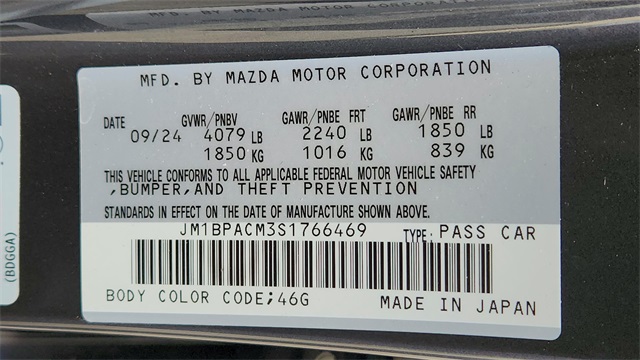 MFD. BY MAZDA MOTOR CORPORATION
DATE GVWR/PNBV GAWR/PNBE FRT GAWR/PNBE RR
09/24 4079 LB 2240 LB 1850 LB
1850 KG 1016 KG 839 KG
THIS VEHICLE CONFORMS TO ALL APPLICABLE FEDERAL MOTOR VEHICLE SAFETY
,BUMPER,AND THEFT PREVENTION
STANDARDS IN EFFECT ON THE DATE OF MANUFACTURE SHOWN ABOVE.
JM1BPACM3S1766469 TYPE: PASS CAR
BODY COLOR CODE;46G MADE IN JAPAN
(BDGGA)